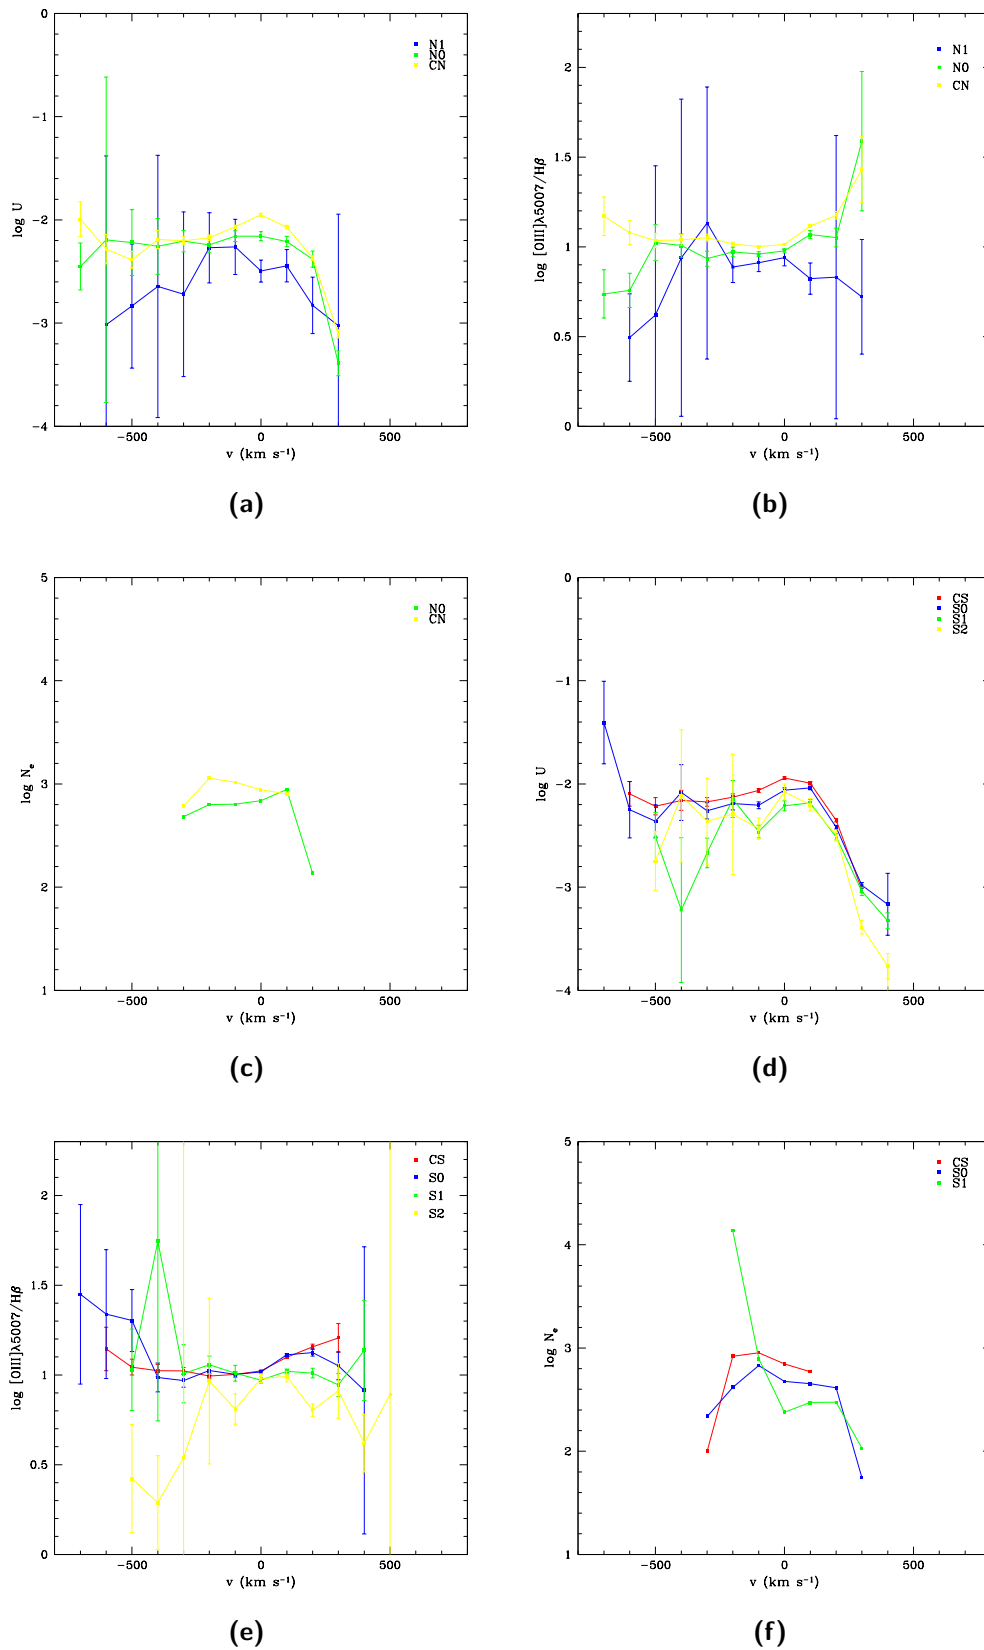 0
−1
−2
−3
−4
log U
−500 0 500
v (km s⁻¹)
N1
N0
CN
(a)
2
1.5
1
0.5
0
log [OIII]λ5007/Hβ
−500 0 500
v (km s⁻¹)
N1
N0
CN
(b)
5
4
3
2
1
log Nₑ
−500 0 500
v (km s⁻¹)
N0
CN
(c)
0
−1
−2
−3
−4
log U
−500 0 500
v (km s⁻¹)
CS
S0
S1
S2
(d)
2
1.5
1
0.5
0
log [OIII]λ5007/Hβ
−500 0 500
v (km s⁻¹)
CS
S0
S1
S2
(e)
5
4
3
2
1
log Nₑ
−500 0 500
v (km s⁻¹)
CS
S0
S1
(f)